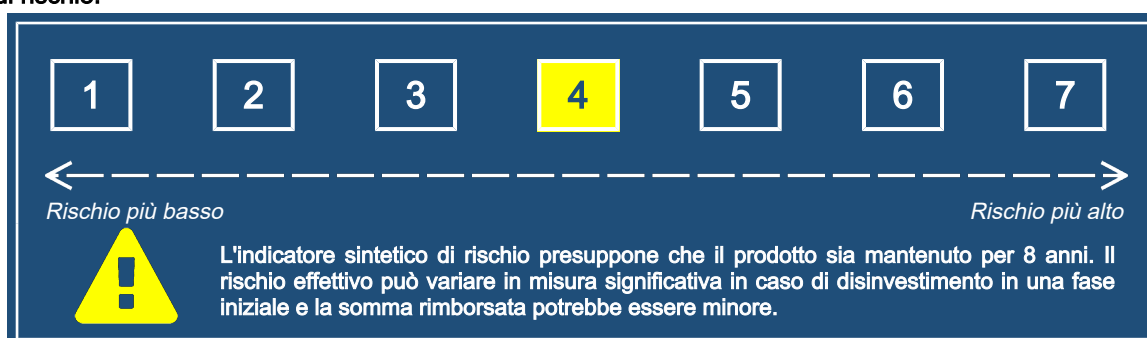 di rischio.
1 2 3 4 5 6 7
Rischio più basso Rischio più alto
L'indicatore sintetico di rischio presuppone che il prodotto sia mantenuto per 8 anni. Il
rischio effettivo può variare in misura significativa in caso di disinvestimento in una fase
iniziale e la somma rimborsata potrebbe essere minore.